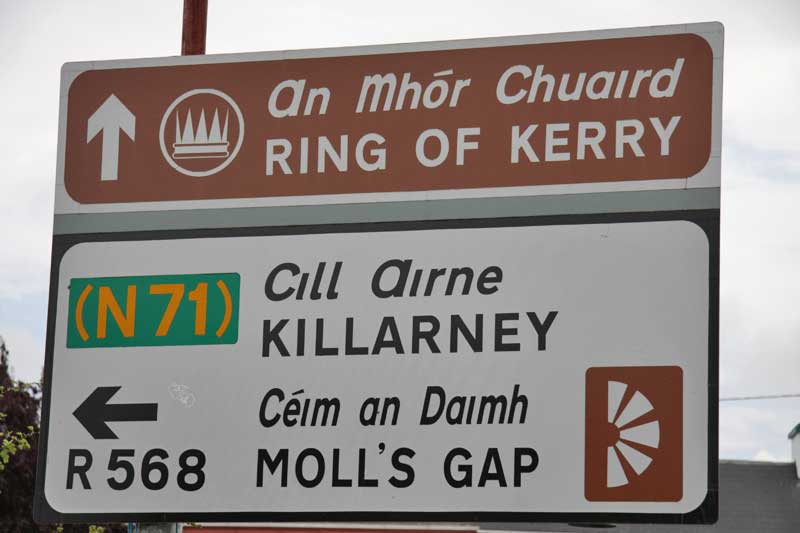 An Mhór Chuaird
RING OF KERRY
(N 71)
Cill Airne
KILLARNEY
Céim an Daimh
R 568
MOLL'S GAP